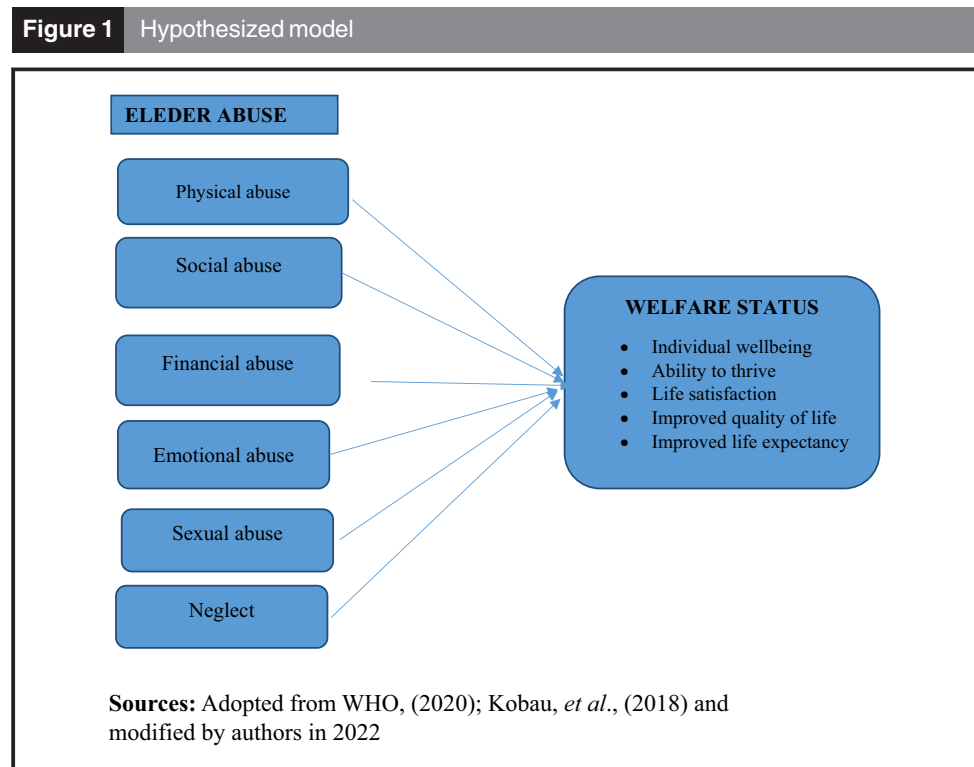 Figure 1 Hypothesized model
ELEDER ABUSE
Physical abuse
Social abuse
Financial abuse
Emotional abuse
Sexual abuse
Neglect
WELFARE STATUS
• Individual wellbeing
• Ability to thrive
• Life satisfaction
• Improved quality of life
• Improved life expectancy
Sources: Adopted from WHO, (2020); Kobau, et al., (2018) and
modified by authors in 2022